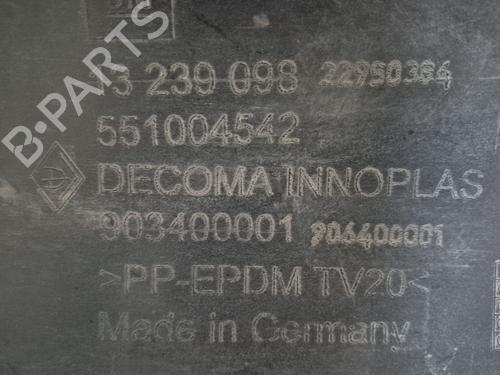 13 239 098 22950364
551004542
DECOMA INNOPLAS
903400001 906400001
>PP-EPDM TV20<
Made in Germany
B-PARTS